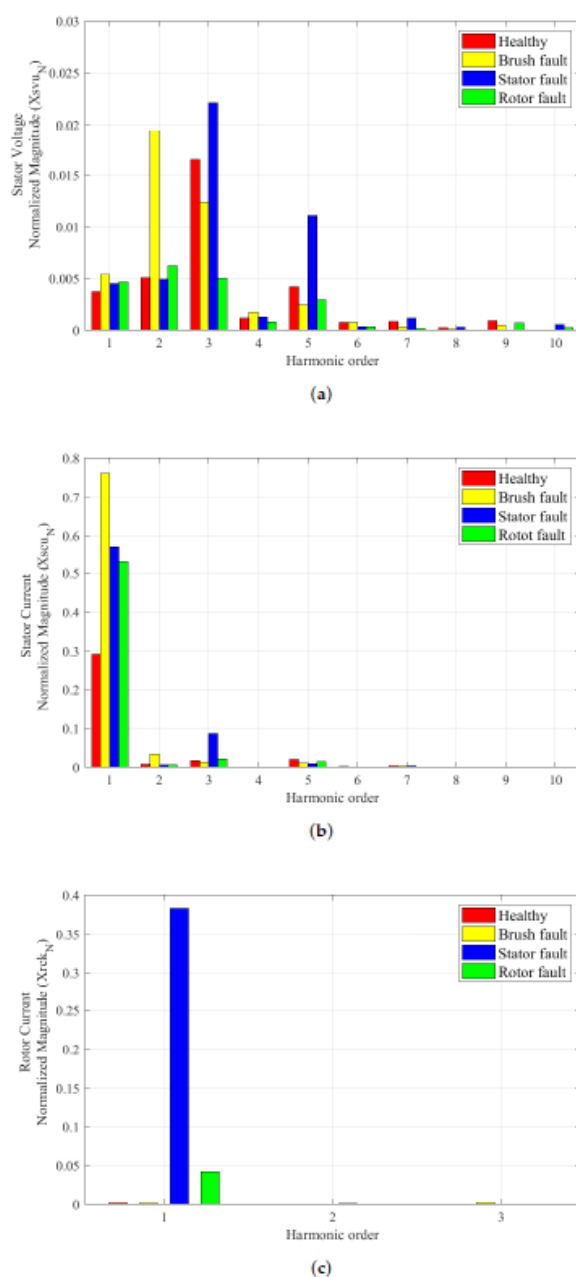 0.03
0.025
0.02
0.015
0.01
0.005
0
Stator Voltage
Normalized Magnitude (Xsvu_N)
Healthy
Brush fault
Stator fault
Rotor fault
1 2 3 4 5 6 7 8 9 10
Harmonic order
(a)
0.8
0.7
0.6
0.5
0.4
0.3
0.2
0.1
0
Stator Current
Normalized Magnitude (Xscu_N)
Healthy
Brush fault
Stator fault
Rotot fault
1 2 3 4 5 6 7 8 9 10
Harmonic order
(b)
0.4
0.35
0.3
0.25
0.2
0.15
0.1
0.05
0
Rotor Current
Normalized Magnitude (Xrck_N)
Healthy
Brush fault
Stator fault
Rotor fault
1 2 3
Harmonic order
(c)